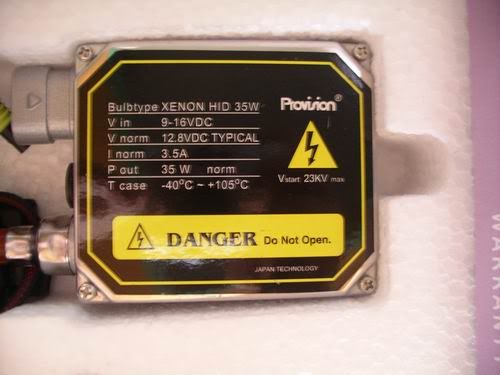 Bulbtype XENON HID 35W
V in 9-16VDC
V norm 12.8VDC TYPICAL
I norm 3.5A
P out 35 W norm
T case -40°C ~ +105°C
Provision®
Vstart 23KV max
DANGER Do Not Open.
JAPAN TECHNOLOGY